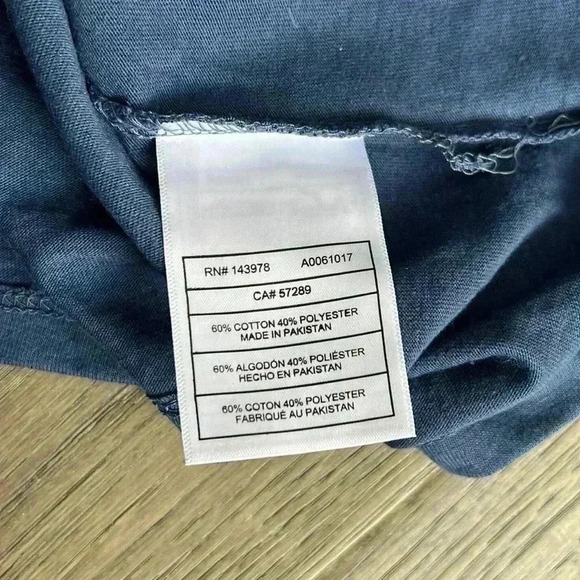 RN# 143978 A0061017
CA# 57289
60% COTTON 40% POLYESTER
MADE IN PAKISTAN
60% ALGODÓN 40% POLIÉSTER
HECHO EN PAKISTAN
60% COTON 40% POLYESTER
FABRIQUÉ AU PAKISTAN